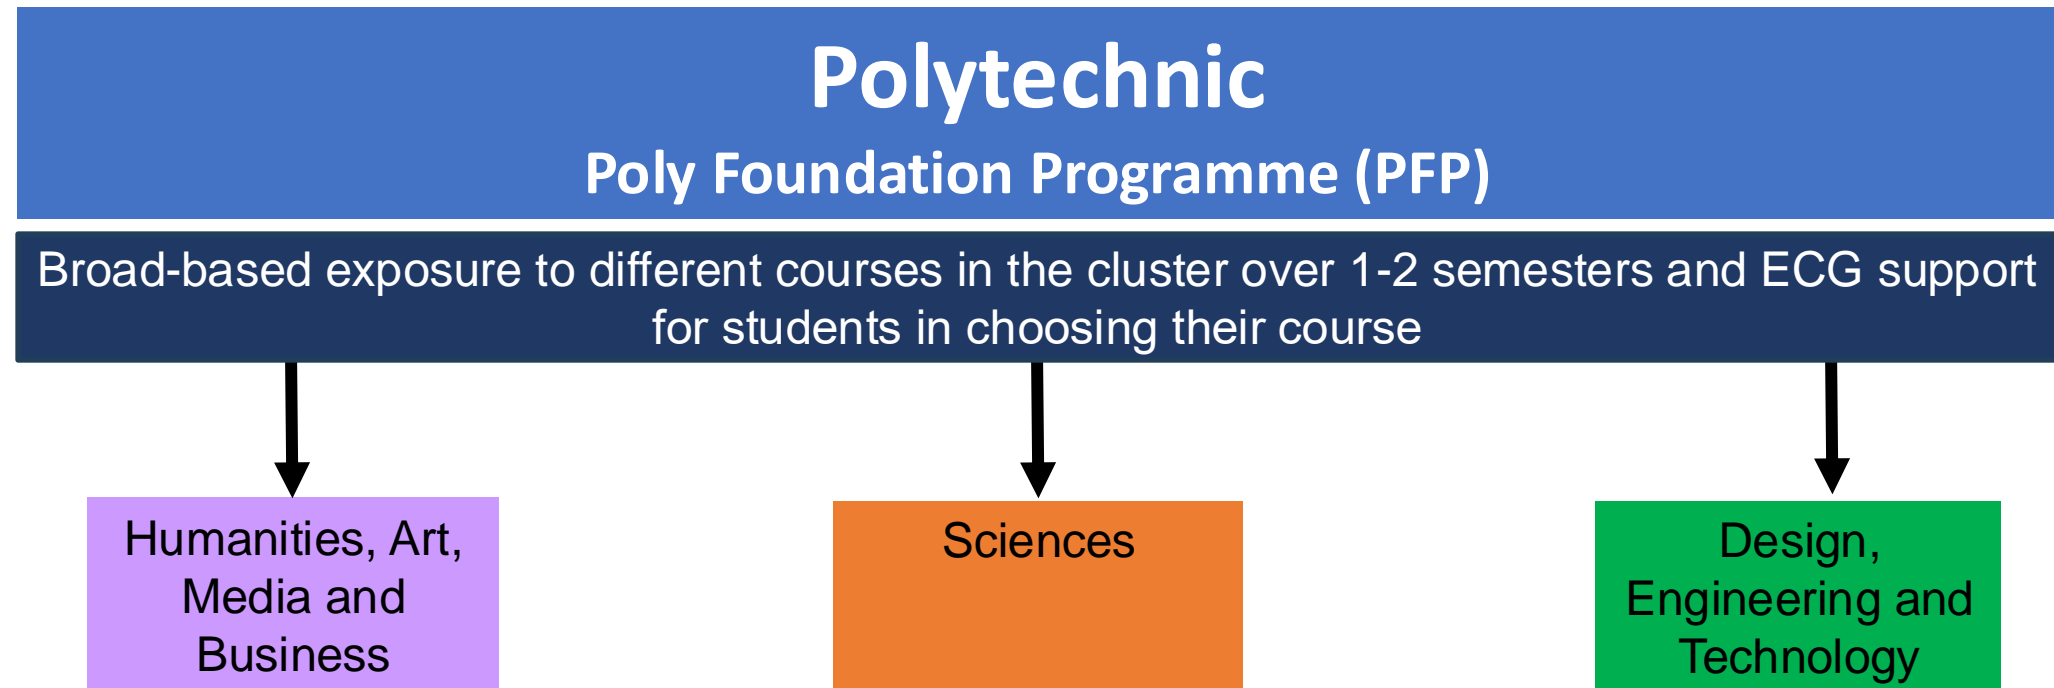 Polytechnic
Poly Foundation Programme (PFP)
Broad-based exposure to different courses in the cluster over 1-2 semesters and ECG support
for students in choosing their course
Humanities, Art,
Media and
Business
Sciences
Design,
Engineering and
Technology